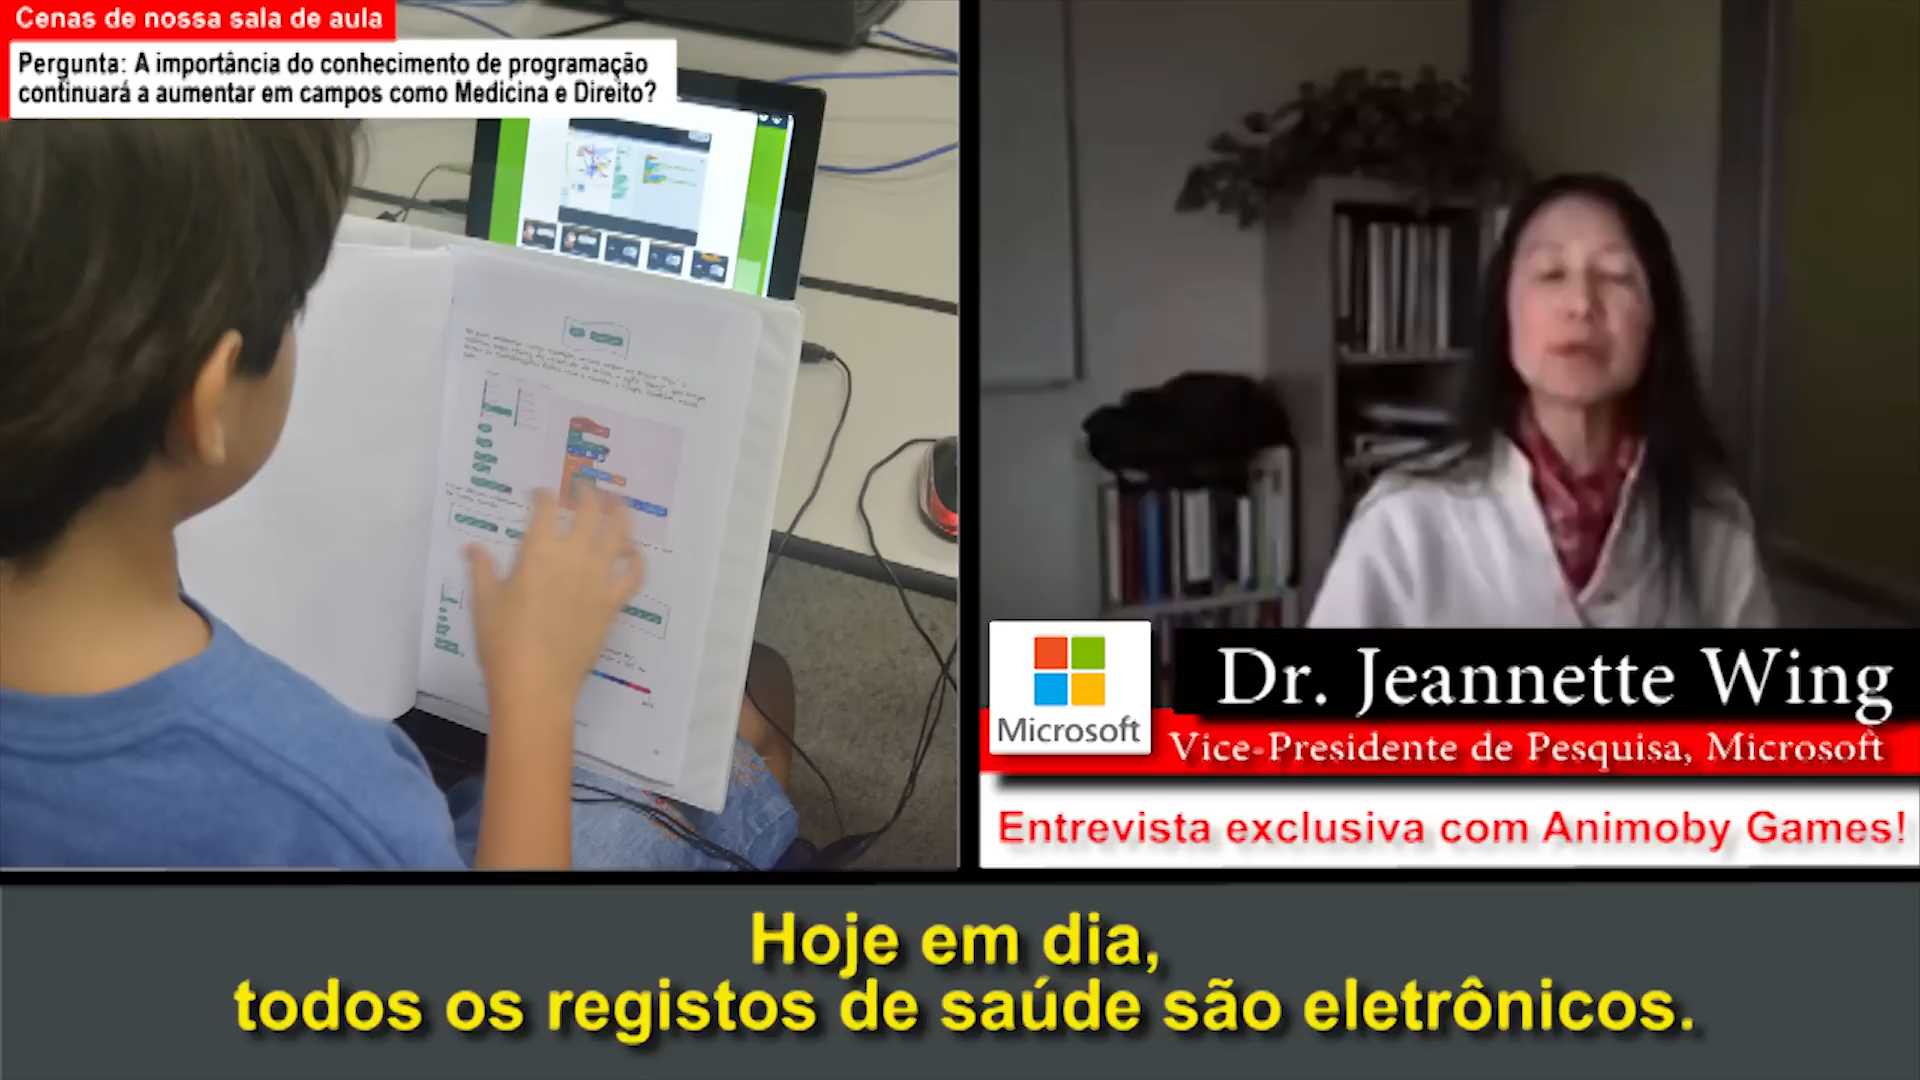 Cenas de nossa sala de aula
Pergunta: A importância do conhecimento de programação
continuará a aumentar em campos como Medicina e Direito?
Microsoft
Dr. Jeannette Wing
Vice-Presidente de Pesquisa, Microsoft
Entrevista exclusiva com Animoby Games!
Hoje em dia,
todos os registos de saúde são eletrônicos.